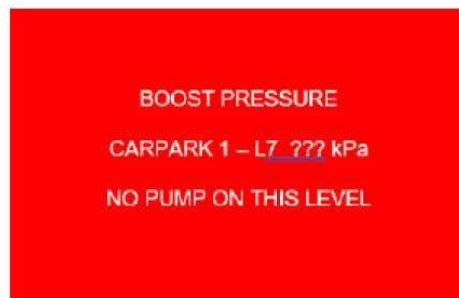 BOOST PRESSURE
CARPARK 1 – L7 ??? kPa
NO PUMP ON THIS LEVEL